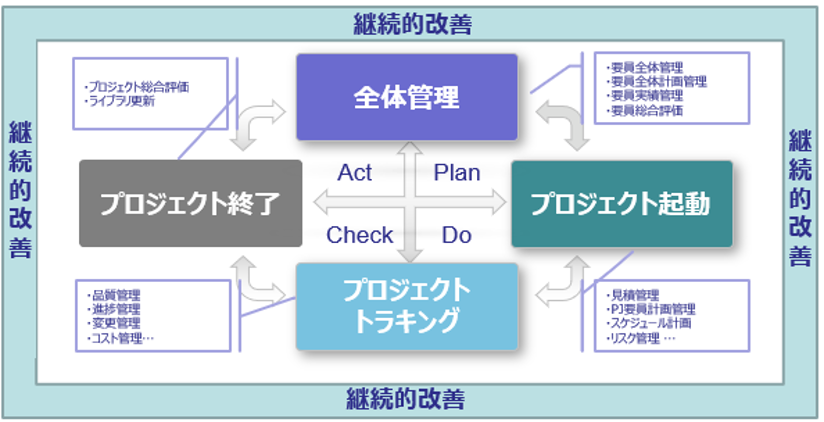 継続的改善
継続的改善
継続的改善
・プロジェクト総合評価
・ライブラリ更新
全体管理
・要員全体管理
・要員全体計画管理
・要員実績管理
・要員総合評価
プロジェクト終了
Act
Plan
Check
Do
プロジェクト起動
・品質管理
・進捗管理
・変更管理
・コスト管理…
プロジェクト
トラキング
・見積管理
・PJ要員計画管理
・スケジュール計画
・リスク管理 …
継続的改善